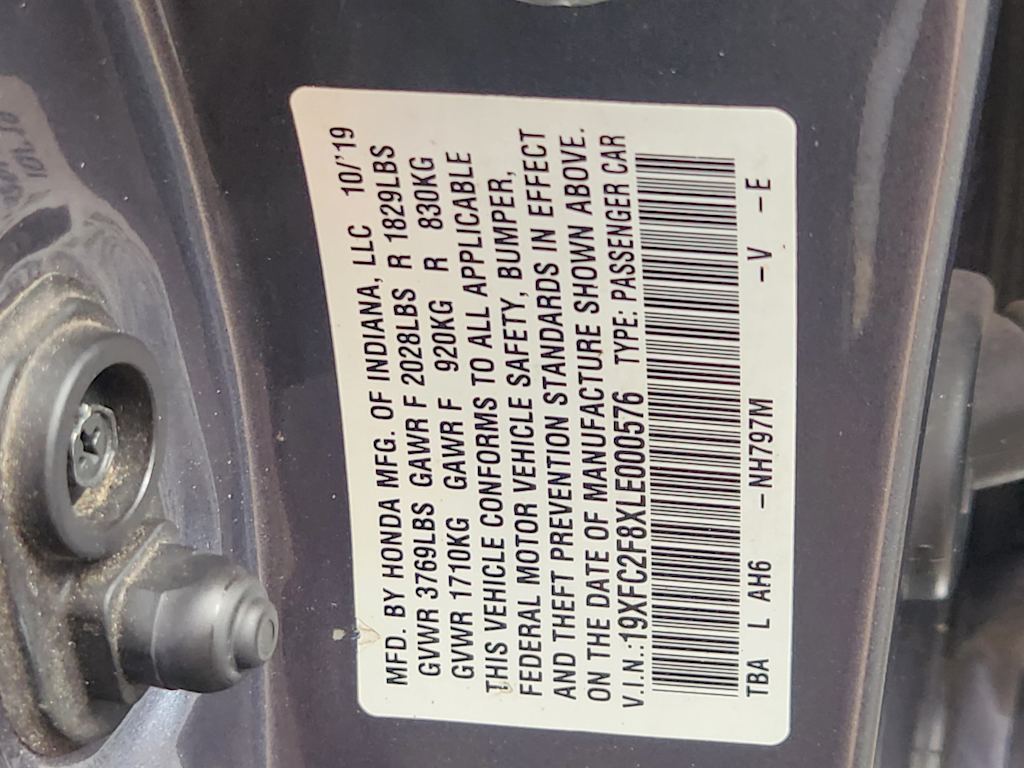 MFD. BY HONDA MFG. OF INDIANA, LLC 10/'19
GVWR 3769LBS GAWR F 2028LBS R 1829LBS
GVWR 1710KG GAWR F 920KG R 830KG
THIS VEHICLE CONFORMS TO ALL APPLICABLE
FEDERAL MOTOR VEHICLE SAFETY, BUMPER,
AND THEFT PREVENTION STANDARDS IN EFFECT
ON THE DATE OF MANUFACTURE SHOWN ABOVE.
V.I.N.:19XFC2F8XLE000576 TYPE: PASSENGER CAR
TBA L AH6 -NH797M -V -E